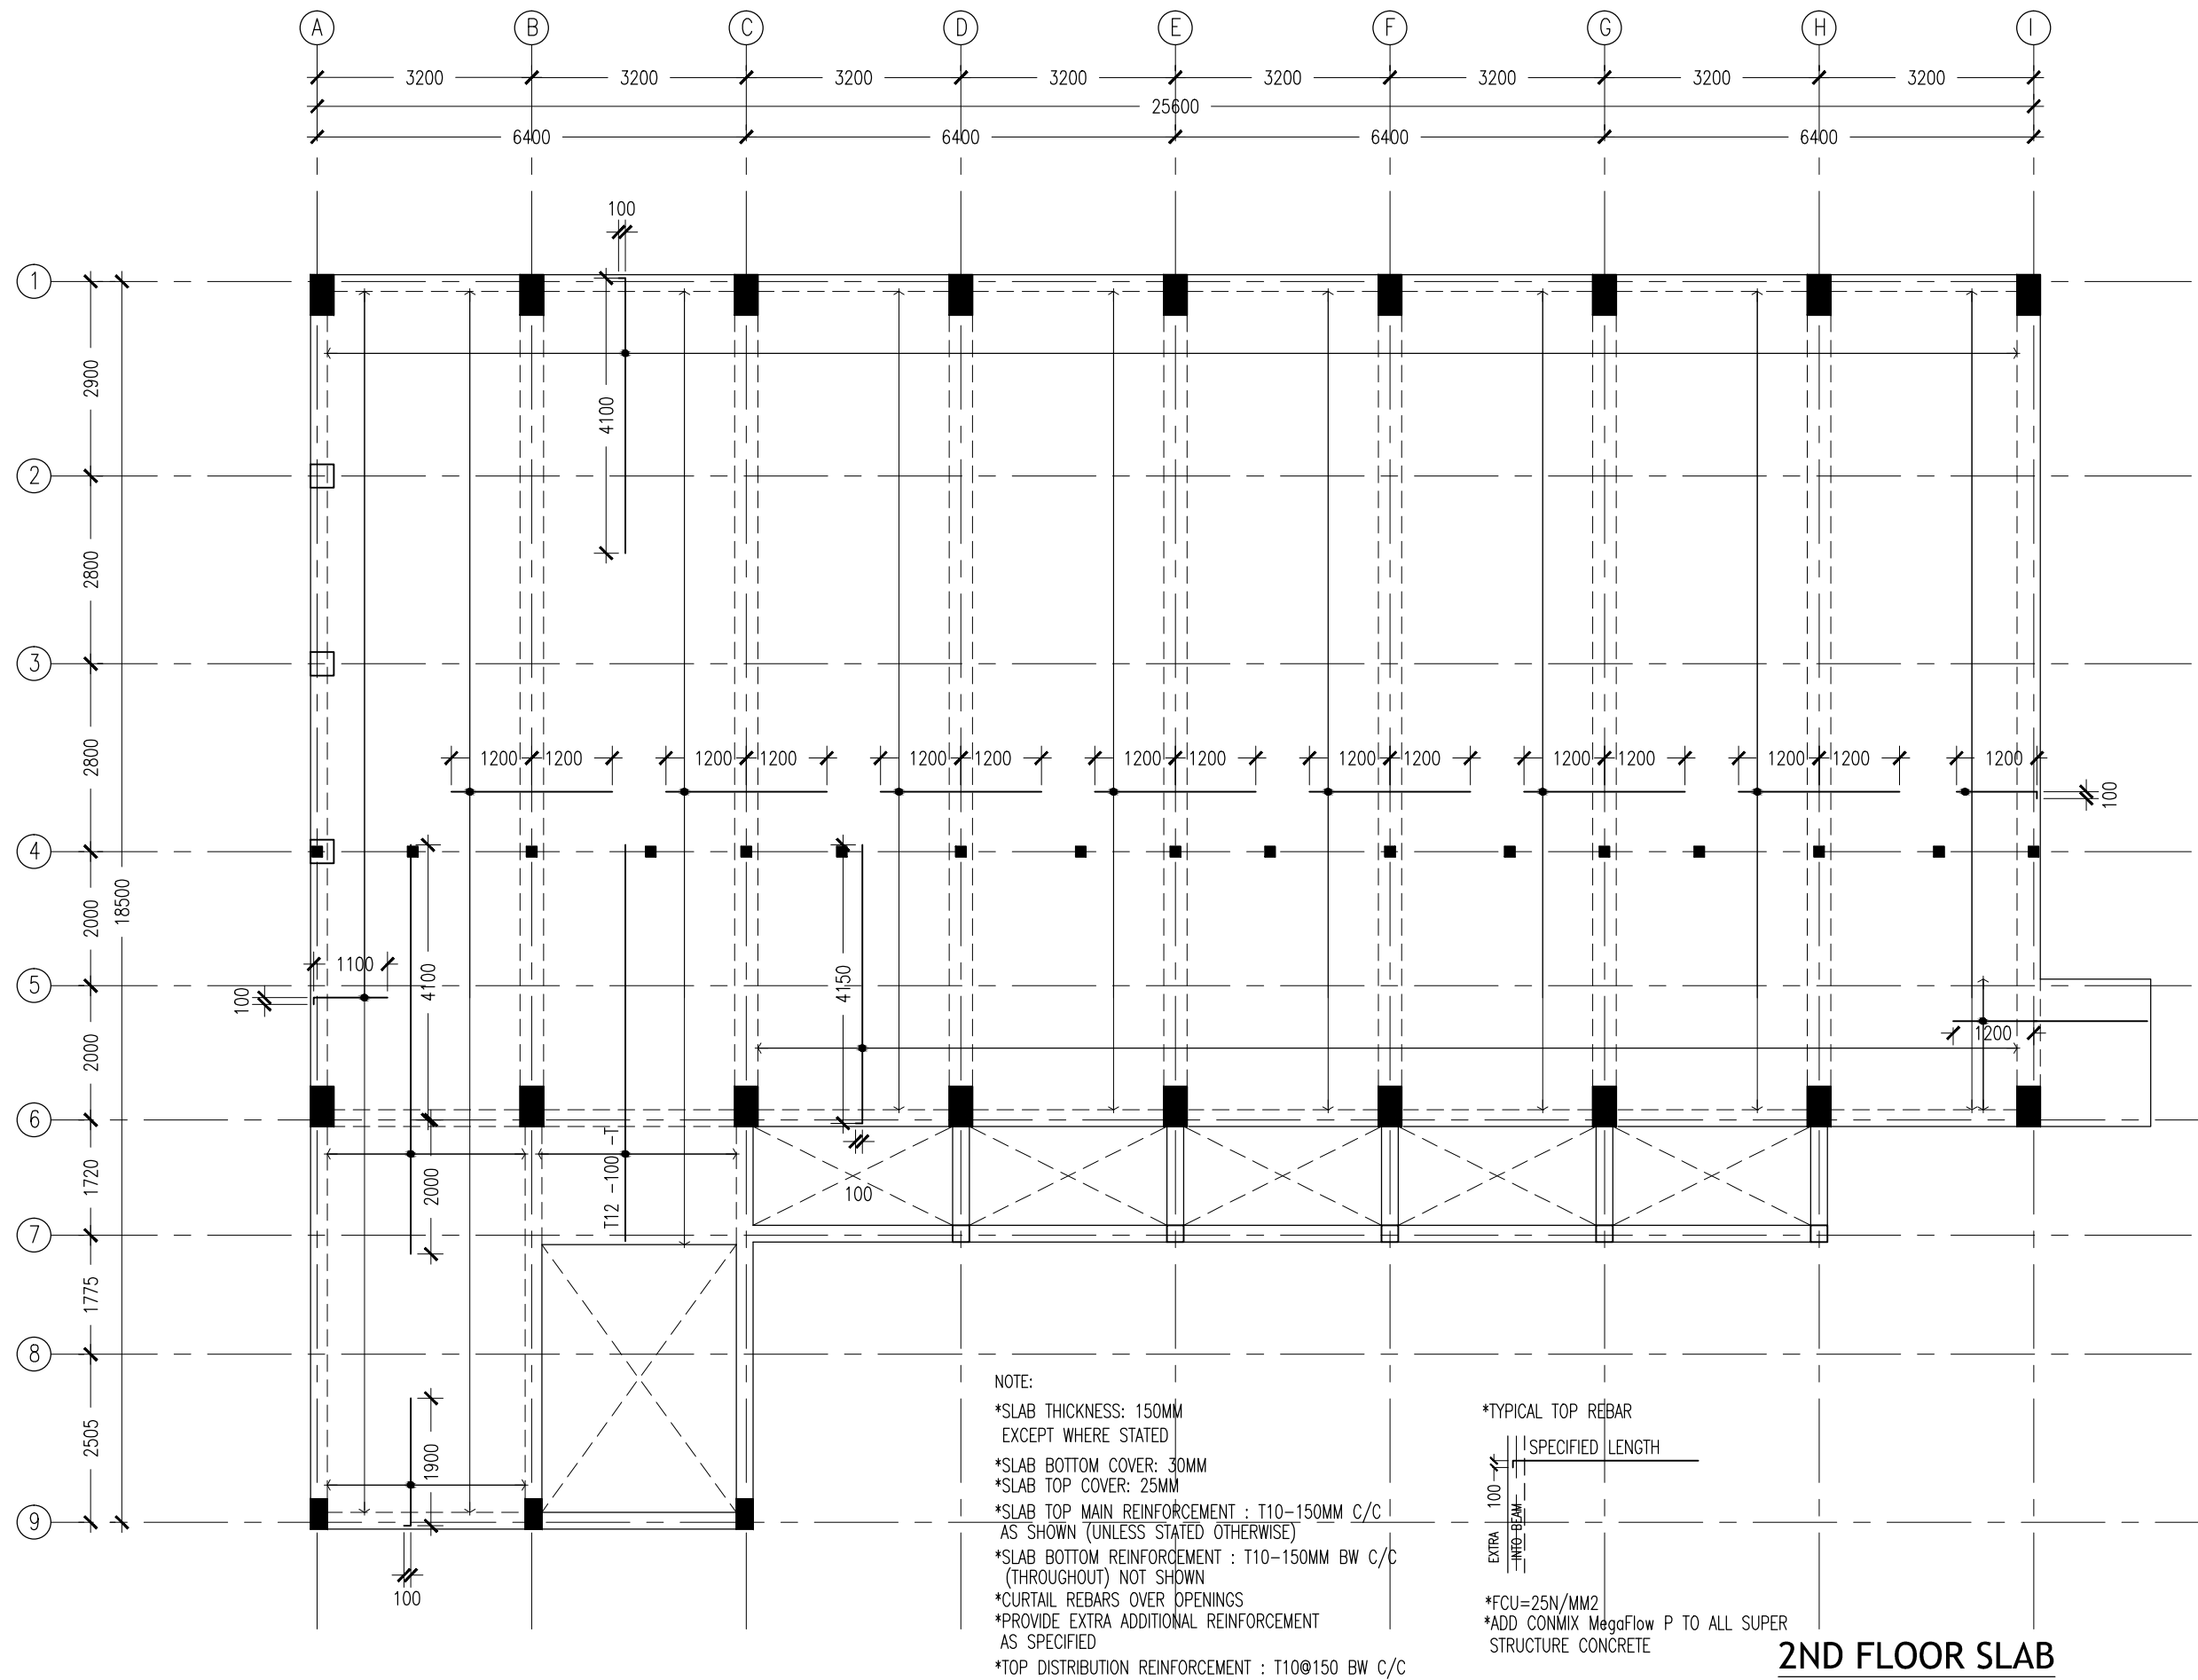 A B C D E F G H I
3200 3200 3200 3200 3200 3200 3200 3200
25600
6400 6400 6400 6400
100
1
2900
4100
2
2800
3
2800
1200 1200 1200 1200 1200 1200 1200 1200 1200 1200 1200 1200 1200 1200 1200
100
4
18500
2000
1100
4100
4150
100
5
2000
1200
6
1720
2000
T12 -100 -T
100
7
1775
8
2505
1900
9
100
NOTE:
*SLAB THICKNESS: 150MM
EXCEPT WHERE STATED
*SLAB BOTTOM COVER: 30MM
*SLAB TOP COVER: 25MM
*SLAB TOP MAIN REINFORCEMENT : T10-150MM C/C
AS SHOWN (UNLESS STATED OTHERWISE)
*SLAB BOTTOM REINFORCEMENT : T10-150MM BW C/C
(THROUGHOUT) NOT SHOWN
*CURTAIL REBARS OVER OPENINGS
*PROVIDE EXTRA ADDITIONAL REINFORCEMENT
AS SPECIFIED
*TOP DISTRIBUTION REINFORCEMENT : T10@150 BW C/C
*TYPICAL TOP REBAR
SPECIFIED LENGTH
EXTRA 100
INTO BEAM
*FCU=25N/MM2
*ADD CONMIX MegaFlow P TO ALL SUPER
STRUCTURE CONCRETE
2ND FLOOR SLAB